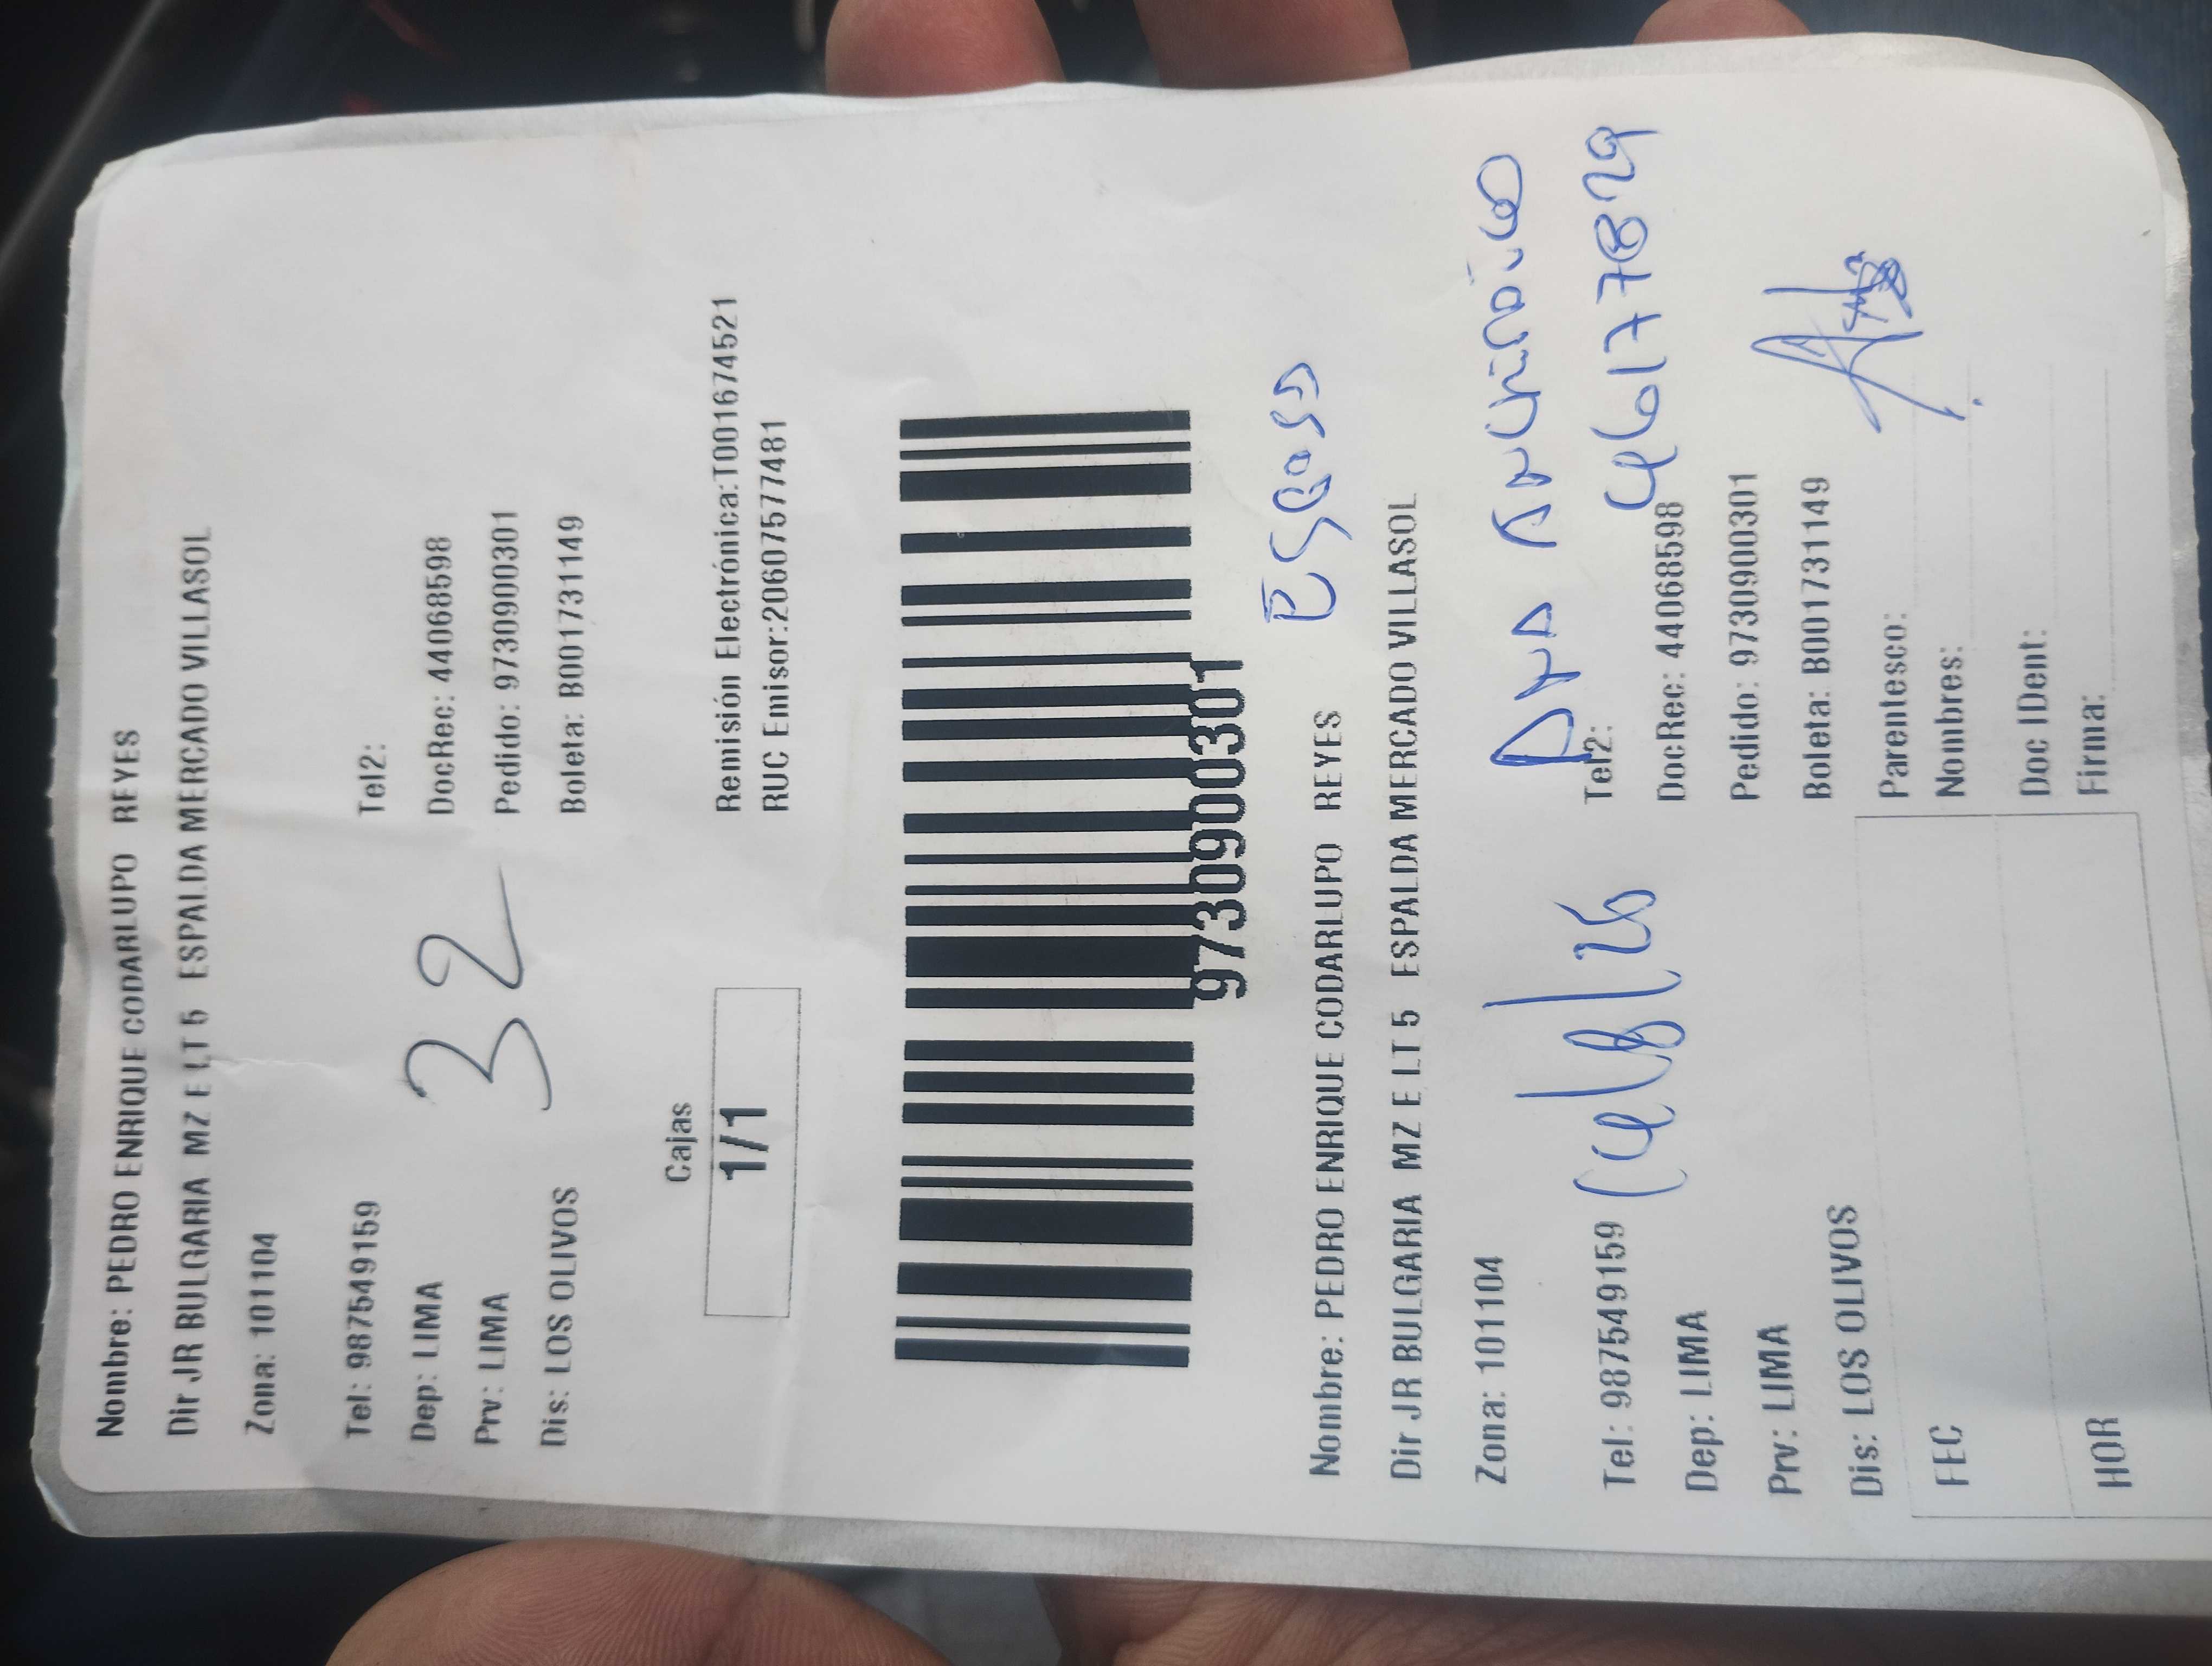 Nombre: PEDRO ENRIQUE CODARLUPO REYES
Dir JR BULGARIA MZ E LT 5 ESPALDA MERCADO VILLASOL
Zona: 101104
Tel: 987549159 Tel2:
Dep: LIMA DocRec: 44068598
32
Prv: LIMA Pedido: 9730900301
Dis: LOS OLIVOS Boleta: B001731149
Cajas
1/1
Remisión Electrónica:T001674521
RUC Emisor:20607577481
9730900301
Nombre: PEDRO ENRIQUE CODARLUPO REYES
Dir JR BULGARIA MZ E LT 5 ESPALDA MERCADO VILLASOL
Zona: 101104
Tel: 987549159 Tel2:
46177829
Dep: LIMA DocRec: 44068598
Prv: LIMA Pedido: 9730900301
Dis: LOS OLIVOS Boleta: B001731149
Parentesco:
FEC Nombres:
Doc IDent:
HOR Firma: